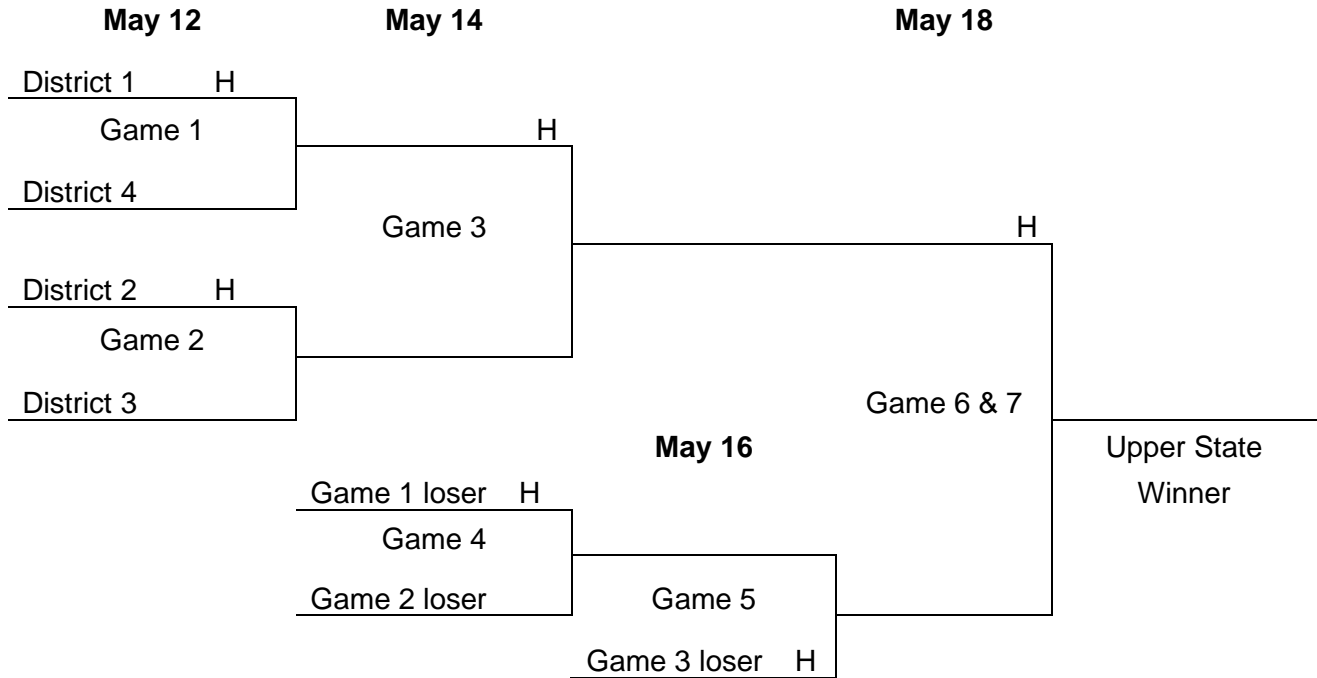 May 12 May 14 May 18
District 1 H
Game 1 H
District 4
Game 3 H
District 2 H
Game 2
District 3 Game 6 & 7
May 16 Upper State
Game 1 loser H Winner
Game 4
Game 2 loser Game 5
Game 3 loser H